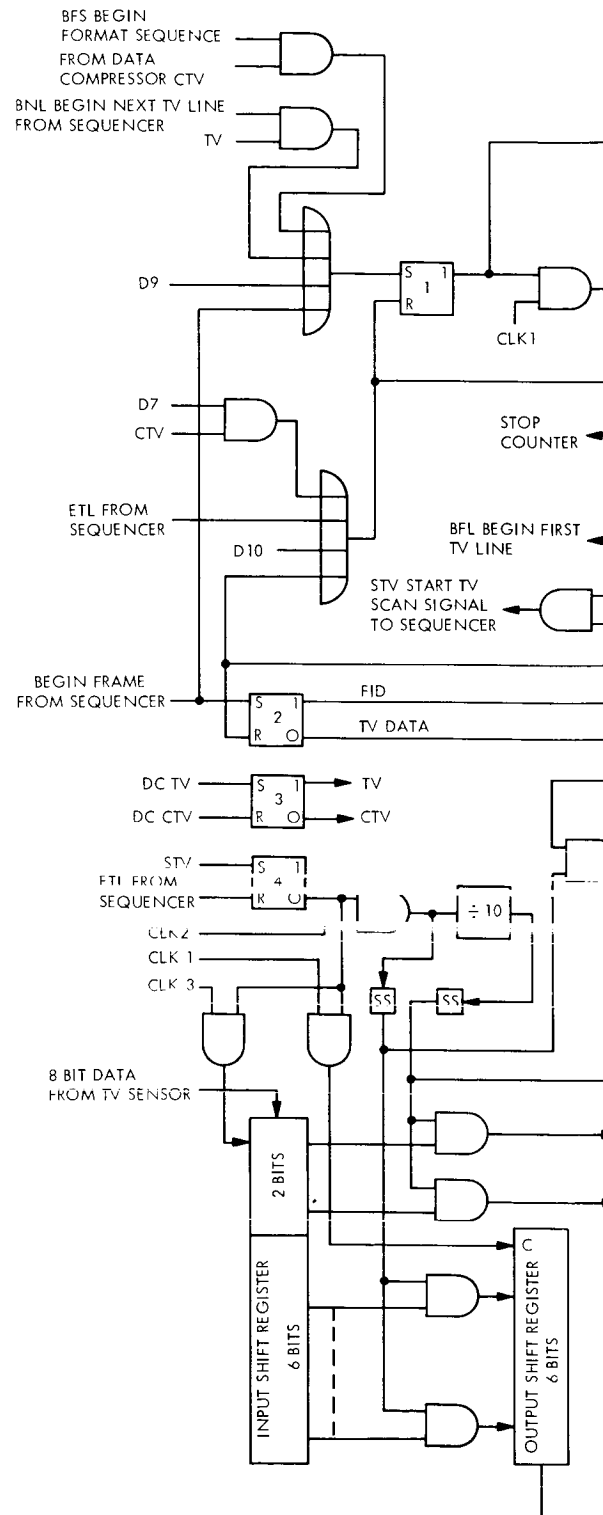 BFS BEGIN
FORMAT SEQUENCE
FROM DATA
COMPRESSOR CTV
BNL BEGIN NEXT TV LINE
FROM SEQUENCER
TV
D9
S 1
1
R
CLK1
D7
CTV
STOP
COUNTER
ETL FROM
SEQUENCER
D10
BFL BEGIN FIRST
TV LINE
STV START TV
SCAN SIGNAL
TO SEQUENCER
BEGIN FRAME
FROM SEQUENCER
S 1
2
R O
FID
TV DATA
DC TV
DC CTV
S 1
3
R O
TV
CTV
STV
ETL FROM
SEQUENCER
S 1
4
R O
÷ 10
CLK2
CLK 1
CLK 3
SS
SS
8 BIT DATA
FROM TV SENSOR
2 BITS
INPUT SHIFT REGISTER
6 BITS
C
OUTPUT SHIFT REGISTER
6 BITS